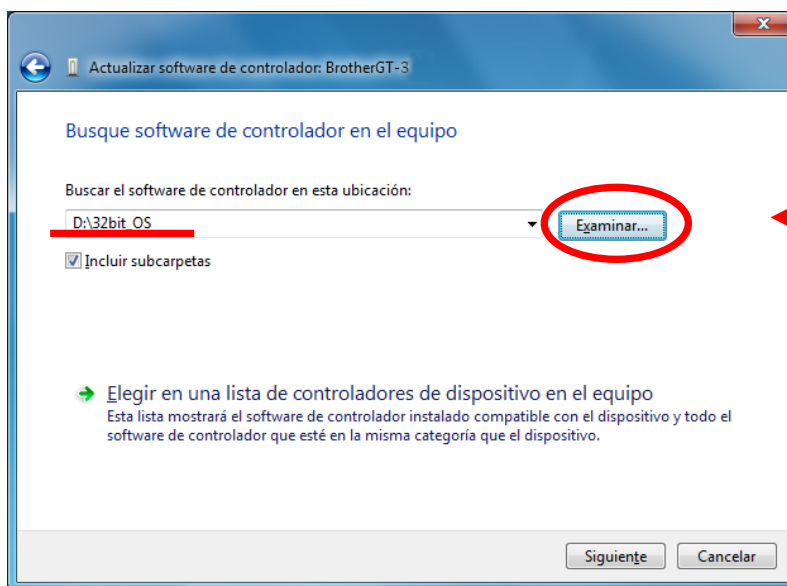 Actualizar software de controlador: BrotherGT-3
Busque software de controlador en el equipo
Buscar el software de controlador en esta ubicación:
D:\32bit_OS
Examinar...
Incluir subcarpetas
Elegir en una lista de controladores de dispositivo en el equipo
Esta lista mostrará el software de controlador instalado compatible con el dispositivo y todo el
software de controlador que esté en la misma categoría que el dispositivo.
Siguiente
Cancelar